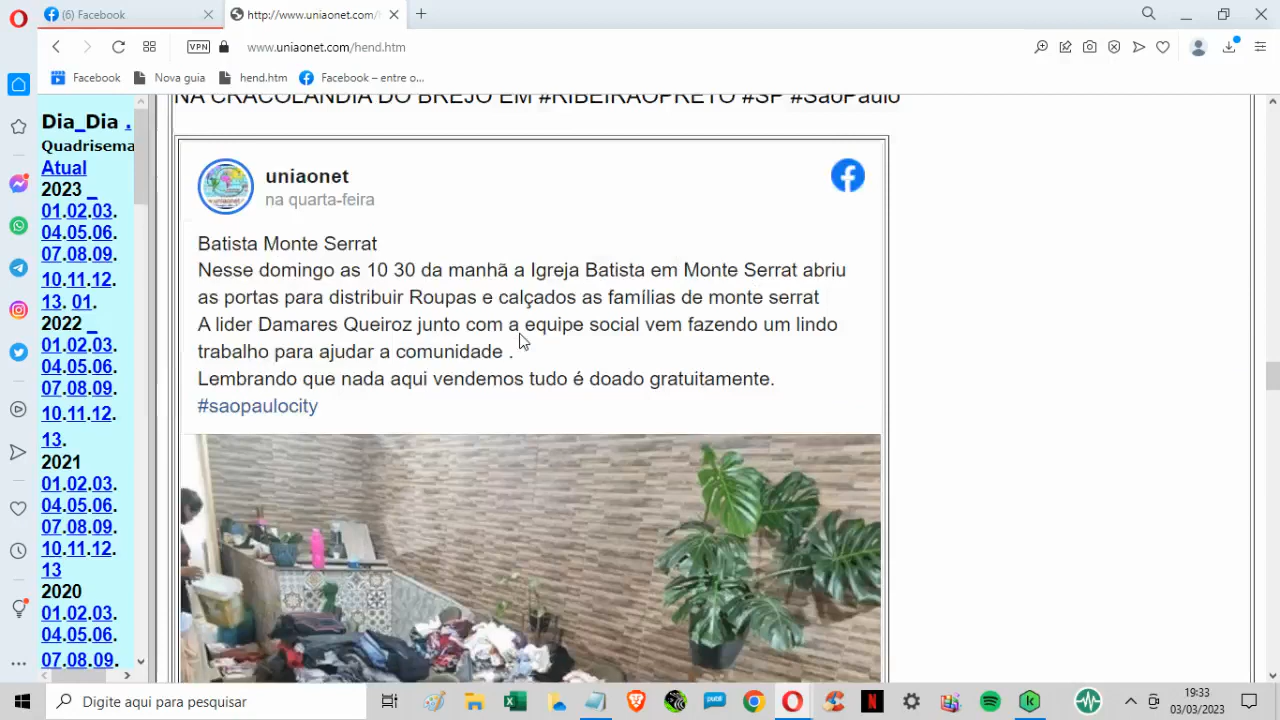 (6) Facebook
http://www.uniaonet.com/
VPN
www.uniaonet.com/hend.htm
Facebook
Nova guia
hend.htm
Facebook – entre o...
NA CRACOLANDIA DO BREJO EM #RIBEIRAOPRETO #SP #SaoPaulo
Dia_Dia .
Quadrisema
Atual
2023 _
01.02.03.
04.05.06.
07.08.09.
10.11.12.
13. 01.
2022 _
01.02.03.
04.05.06.
07.08.09.
10.11.12.
13.
2021
01.02.03.
04.05.06.
07.08.09.
10.11.12.
13
2020
01.02.03.
04.05.06.
07.08.09.
uniaonet
na quarta-feira
Batista Monte Serrat
Nesse domingo as 10 30 da manhã a Igreja Batista em Monte Serrat abriu
as portas para distribuir Roupas e calçados as famílias de monte serrat
A lider Damares Queiroz junto com a equipe social vem fazendo um lindo
trabalho para ajudar a comunidade .
Lembrando que nada aqui vendemos tudo é doado gratuitamente.
#saopaulocity
Digite aqui para pesquisar
19:33
03/03/2023